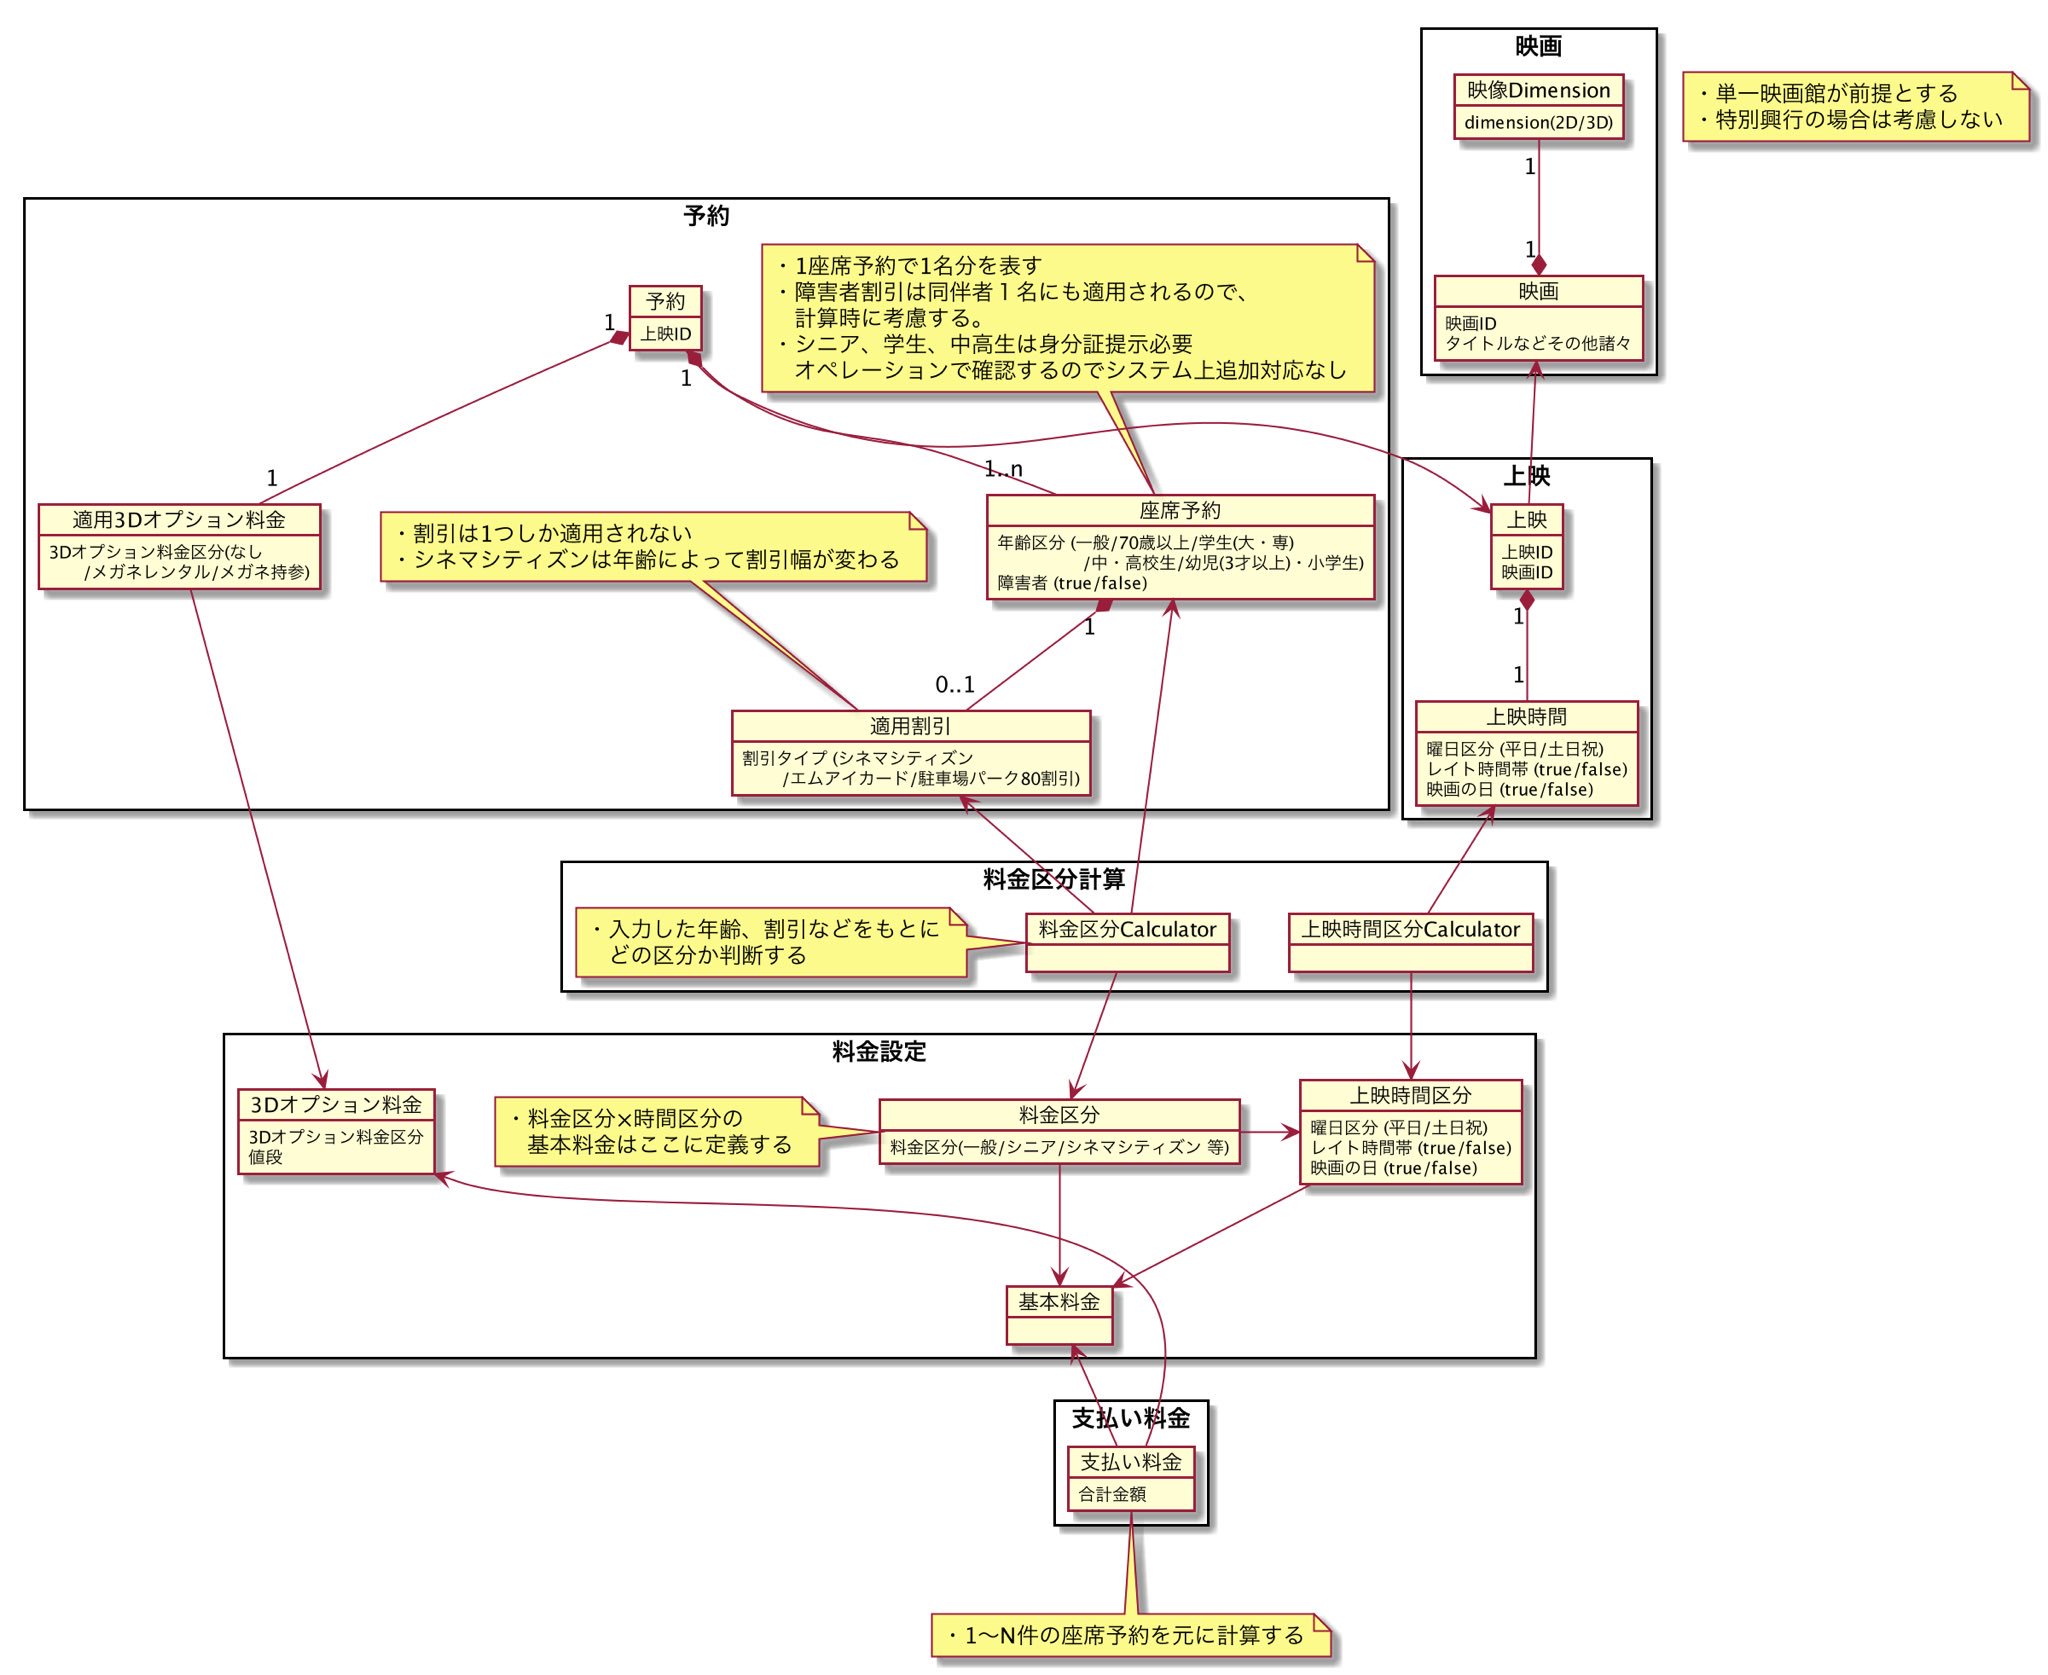 映画
映像Dimension
dimension(2D/3D)
・単一映画館が前提とする
・特別興行の場合は考慮しない
1
1
映画
映画ID
タイトルなどその他諸々
予約
・1座席予約で1名分を表す
・障害者割引は同伴者１名にも適用されるので、
計算時に考慮する。
・シニア、学生、中高生は身分証提示必要
オペレーションで確認するのでシステム上追加対応なし
予約
上映ID
1
1
1
1..n
適用3Dオプション料金
3Dオプション料金区分(なし
/メガネレンタル/メガネ持参)
・割引は1つしか適用されない
・シネマシティズンは年齢によって割引幅が変わる
座席予約
年齢区分 (一般/70歳以上/学生(大・専)
/中・高校生/幼児(3才以上)・小学生)
障害者 (true/false)
1
0..1
適用割引
割引タイプ (シネマシティズン
/エムアイカード/駐車場パーク80割引)
上映
上映
上映ID
映画ID
1
1
上映時間
曜日区分 (平日/土日祝)
レイト時間帯 (true/false)
映画の日 (true/false)
料金区分計算
・入力した年齢、割引などをもとに
どの区分か判断する
料金区分Calculator
上映時間区分Calculator
料金設定
3Dオプション料金
3Dオプション料金区分
値段
・料金区分×時間区分の
基本料金はここに定義する
料金区分
料金区分(一般/シニア/シネマシティズン 等)
上映時間区分
曜日区分 (平日/土日祝)
レイト時間帯 (true/false)
映画の日 (true/false)
基本料金
支払い料金
支払い料金
合計金額
・1〜N件の座席予約を元に計算する